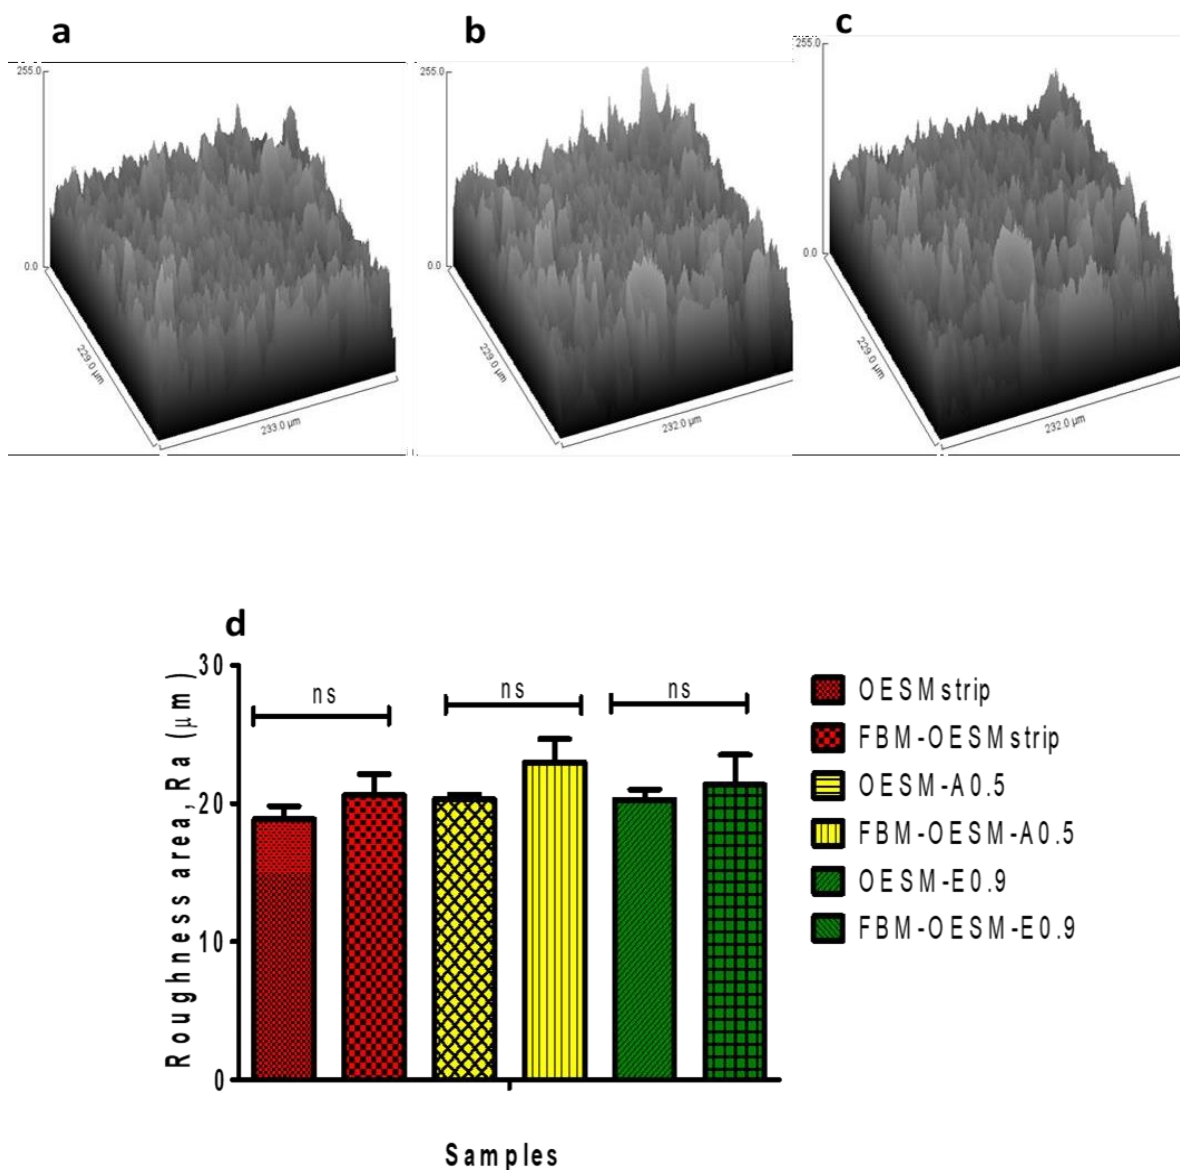 a
b
c
255.0
0.0
229.0 µm
233.0 µm
255.0
0.0
229.0 µm
232.0 µm
255.0
0.0
229.0 µm
232.0 µm
d
Roughness area, Ra (µm)
30
20
10
0
ns
ns
ns
Samples
OESMstrip
FBM-OESMstrip
OESM-A0.5
FBM-OESM-A0.5
OESM-E0.9
FBM-OESM-E0.9